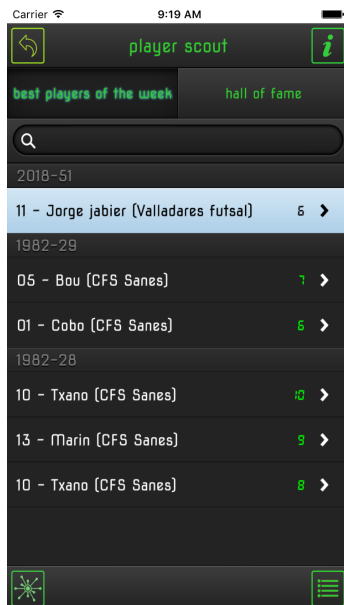 Carrier 9:19 AM
player scout i
best players of the week hall of fame
2018-51
11 - Jorge jabier (Valladares futsal) 6
1982-29
05 - Bou (CFS Sanes) 7
01 - Cobo (CFS Sanes) 6
1982-28
10 - Txano (CFS Sanes) 10
13 - Marin (CFS Sanes) 9
10 - Txano (CFS Sanes) 8